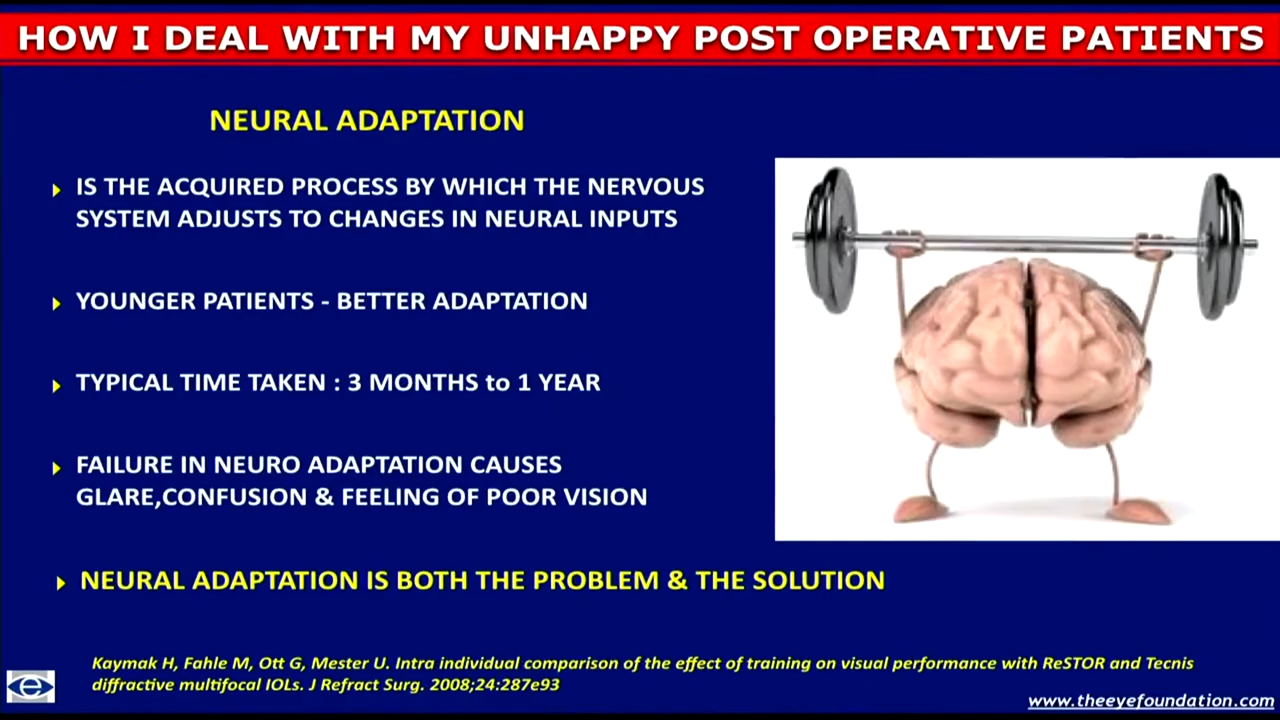 HOW I DEAL WITH MY UNHAPPY POST OPERATIVE PATIENTS
NEURAL ADAPTATION
IS THE ACQUIRED PROCESS BY WHICH THE NERVOUS
SYSTEM ADJUSTS TO CHANGES IN NEURAL INPUTS
YOUNGER PATIENTS - BETTER ADAPTATION
TYPICAL TIME TAKEN : 3 MONTHS to 1 YEAR
FAILURE IN NEURO ADAPTATION CAUSES
GLARE,CONFUSION & FEELING OF POOR VISION
NEURAL ADAPTATION IS BOTH THE PROBLEM & THE SOLUTION
Kaymak H, Fahle M, Ott G, Mester U. Intra individual comparison of the effect of training on visual performance with ReSTOR and Tecnis
diffractive multifocal IOLs. J Refract Surg. 2008;24:287e93
www.theeyefoundation.com